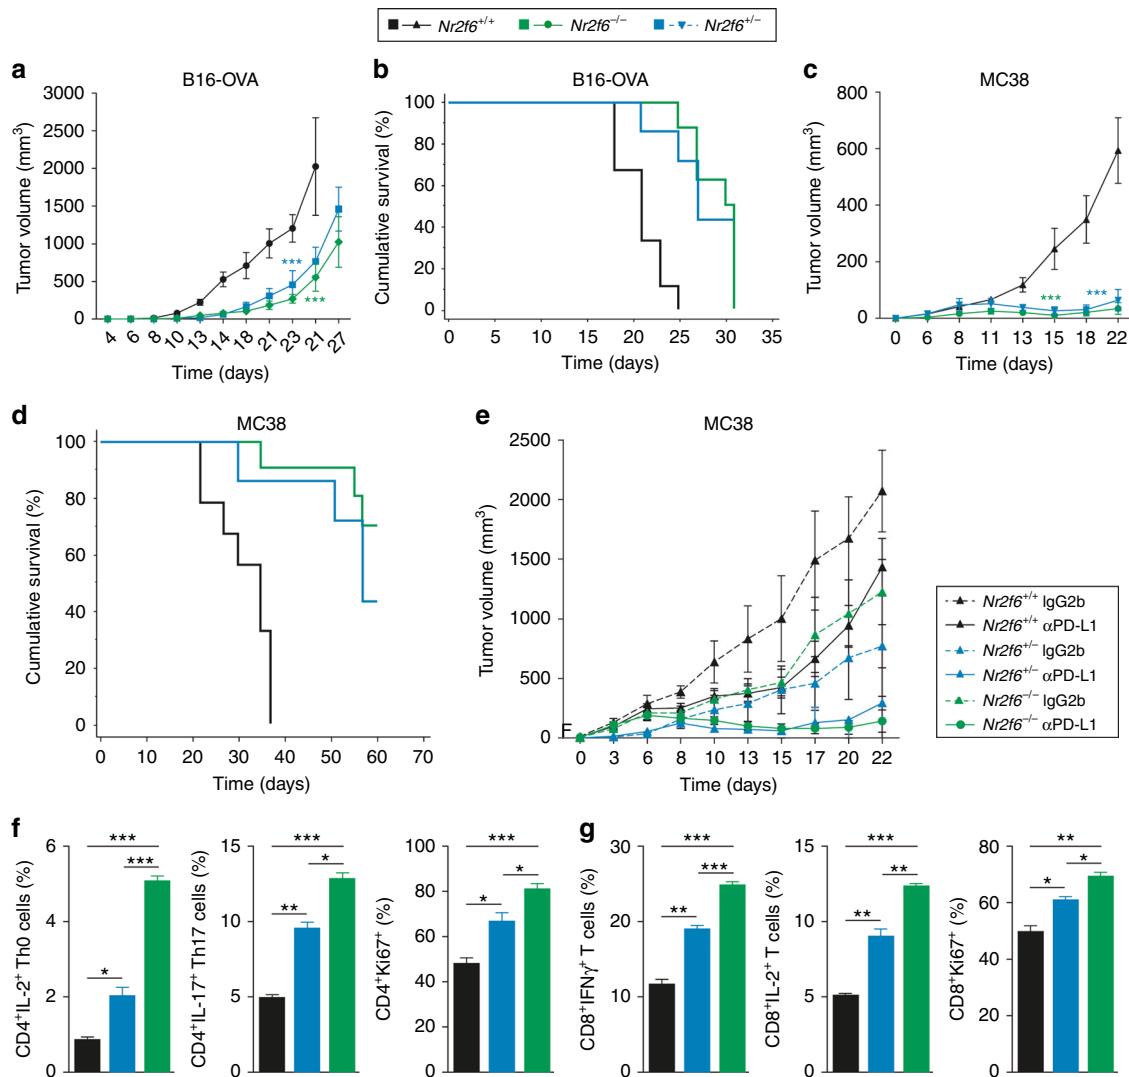 Nr2f6+/+ Nr2f6−/− Nr2f6+/−
a
B16-OVA
Tumor volume (mm³)
3000
2500
2000
1500
1000
500
0
***
***
4 6 8 10 13 14 18 21 23 21 27
Time (days)
b
B16-OVA
Cumulative survival (%)
100
80
60
40
20
0
0 5 10 15 20 25 30 35
Time (days)
c
MC38
Tumor volume (mm³)
800
600
400
200
0
*** ***
0 6 8 11 13 15 18 22
Time (days)
d
MC38
Cumulative survival (%)
100
80
60
40
20
0
0 10 20 30 40 50 60 70
Time (days)
e
MC38
Tumor volume (mm³)
2500
2000
1500
1000
500
0
F
0 3 6 8 10 13 15 17 20 22
Time (days)
Nr2f6+/+ IgG2b
Nr2f6+/+ αPD-L1
Nr2f6+/− IgG2b
Nr2f6+/− αPD-L1
Nr2f6−/− IgG2b
Nr2f6−/− αPD-L1
f
CD4+IL-2+ Th0 cells (%)
6
4
2
0
***
***
*
CD4+IL-17+ Th17 cells (%)
15
10
5
0
***
*
**
CD4+Ki67+ (%)
100
80
60
40
20
0
***
*
*
g
CD8+IFNγ+ T cells (%)
30
20
10
0
***
***
**
CD8+IL-2+ T cells (%)
15
10
5
0
***
**
**
CD8+Ki67+ (%)
80
60
40
20
0
**
*
*